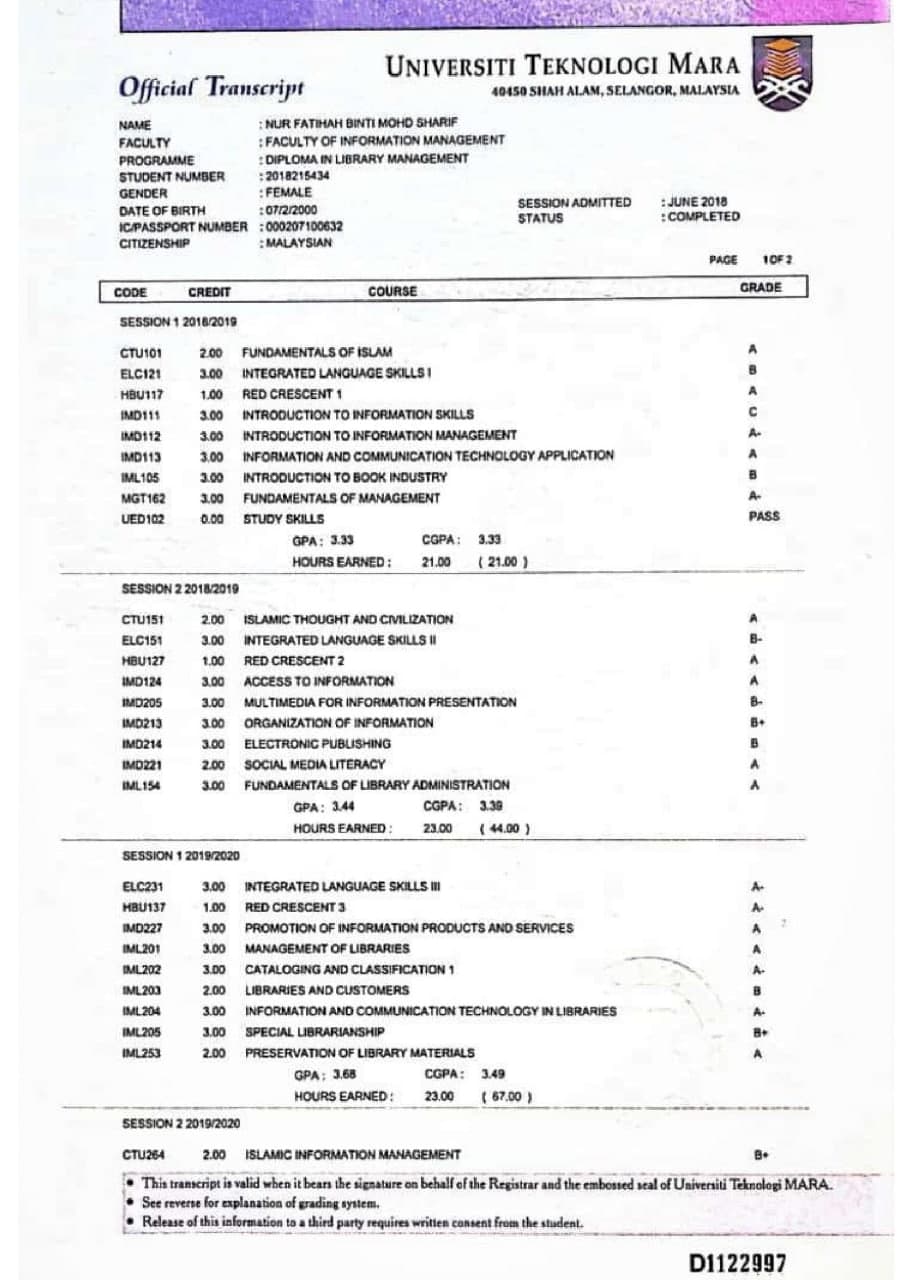 Official Transcript
UNIVERSITI TEKNOLOGI MARA
40450 SHAH ALAM, SELANGOR, MALAYSIA
NAME : NUR FATIHAH BINTI MOHD SHARIF
FACULTY : FACULTY OF INFORMATION MANAGEMENT
PROGRAMME : DIPLOMA IN LIBRARY MANAGEMENT
STUDENT NUMBER : 2018215434
GENDER : FEMALE
DATE OF BIRTH : 07/2/2000
IC/PASSPORT NUMBER : 000207100632
CITIZENSHIP : MALAYSIAN
SESSION ADMITTED : JUNE 2018
STATUS : COMPLETED
PAGE 1 OF 2
CODE CREDIT COURSE GRADE
SESSION 1 2018/2019
CTU101 2.00 FUNDAMENTALS OF ISLAM A
ELC121 3.00 INTEGRATED LANGUAGE SKILLS I B
HBU117 1.00 RED CRESCENT 1 A
IMD111 3.00 INTRODUCTION TO INFORMATION SKILLS C
IMD112 3.00 INTRODUCTION TO INFORMATION MANAGEMENT A-
IMD113 3.00 INFORMATION AND COMMUNICATION TECHNOLOGY APPLICATION A
IML105 3.00 INTRODUCTION TO BOOK INDUSTRY B
MGT162 3.00 FUNDAMENTALS OF MANAGEMENT A-
UED102 0.00 STUDY SKILLS PASS
GPA : 3.33 CGPA : 3.33
HOURS EARNED : 21.00 ( 21.00 )
SESSION 2 2018/2019
CTU151 2.00 ISLAMIC THOUGHT AND CIVILIZATION A
ELC151 3.00 INTEGRATED LANGUAGE SKILLS II B-
HBU127 1.00 RED CRESCENT 2 A
IMD124 3.00 ACCESS TO INFORMATION A
IMD205 3.00 MULTIMEDIA FOR INFORMATION PRESENTATION B-
IMD213 3.00 ORGANIZATION OF INFORMATION B+
IMD214 3.00 ELECTRONIC PUBLISHING B
IMD221 2.00 SOCIAL MEDIA LITERACY A
IML154 3.00 FUNDAMENTALS OF LIBRARY ADMINISTRATION A
GPA : 3.44 CGPA : 3.39
HOURS EARNED : 23.00 ( 44.00 )
SESSION 1 2019/2020
ELC231 3.00 INTEGRATED LANGUAGE SKILLS III A-
HBU137 1.00 RED CRESCENT 3 A-
IMD227 3.00 PROMOTION OF INFORMATION PRODUCTS AND SERVICES A
IML201 3.00 MANAGEMENT OF LIBRARIES A
IML202 3.00 CATALOGING AND CLASSIFICATION 1 A-
IML203 2.00 LIBRARIES AND CUSTOMERS B
IML204 3.00 INFORMATION AND COMMUNICATION TECHNOLOGY IN LIBRARIES A-
IML205 3.00 SPECIAL LIBRARIANSHIP B+
IML253 2.00 PRESERVATION OF LIBRARY MATERIALS A
GPA : 3.68 CGPA : 3.49
HOURS EARNED : 23.00 ( 67.00 )
SESSION 2 2019/2020
CTU264 2.00 ISLAMIC INFORMATION MANAGEMENT B+
• This transcript is valid when it bears the signature on behalf of the Registrar and the embossed seal of Universiti Teknologi MARA.
• See reverse for explanation of grading system.
• Release of this information to a third party requires written consent from the student.
D1122997